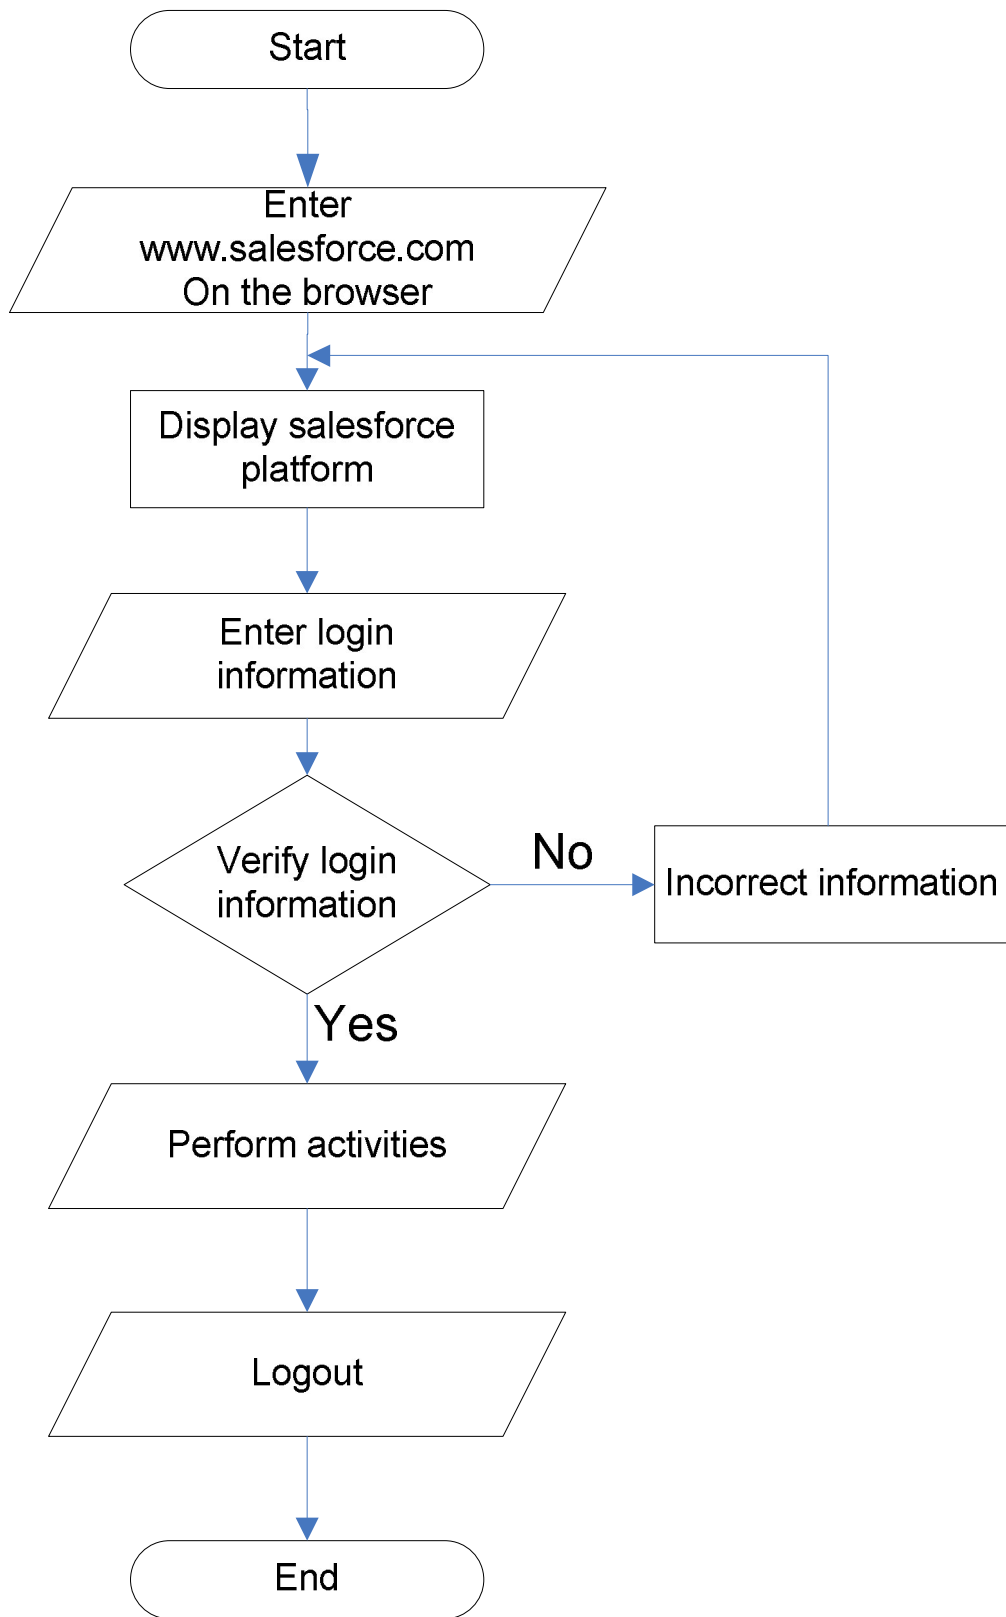 Start
Enter
www.salesforce.com
On the browser
Display salesforce
platform
Enter login
information
Verify login
information
No
Incorrect information
Yes
Perform activities
Logout
End